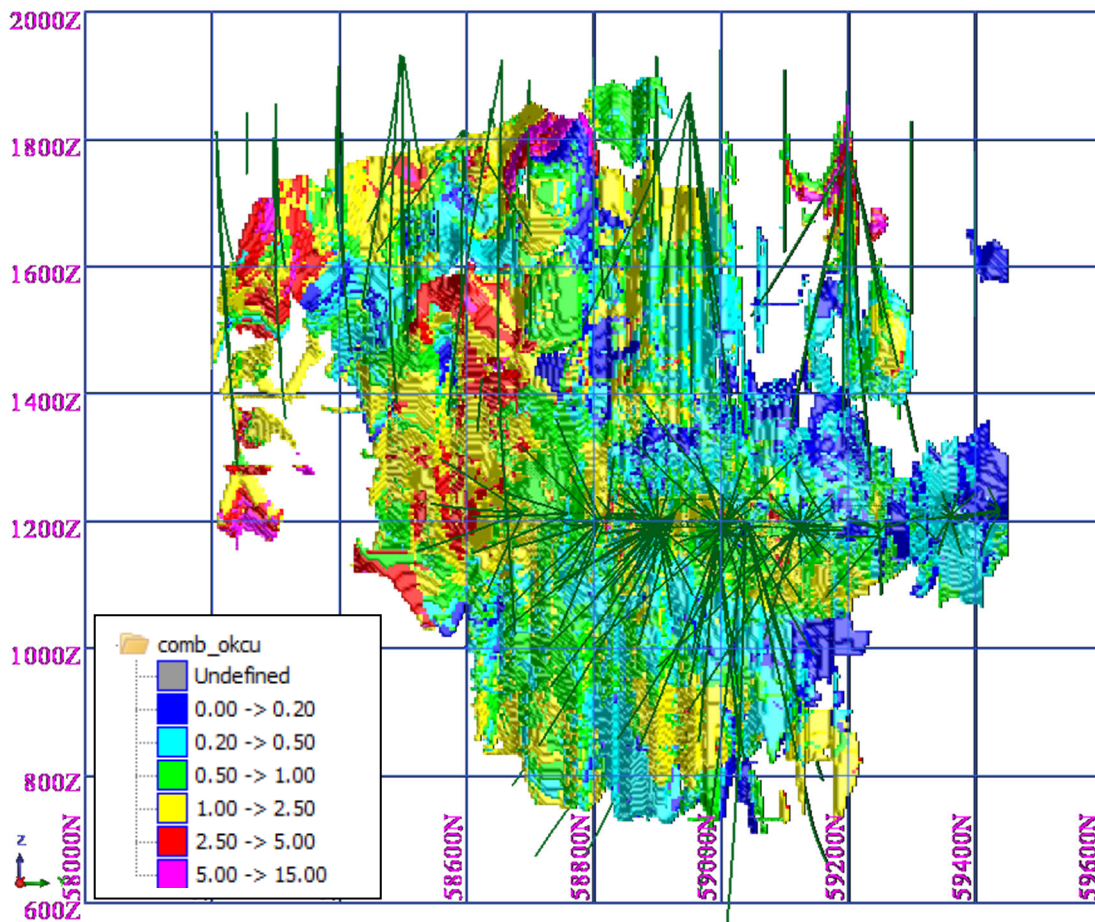 2000Z
1800Z
1600Z
1400Z
1200Z
1000Z
800Z
600Z
comb_okcu
Undefined
0.00 -> 0.20
0.20 -> 0.50
0.50 -> 1.00
1.00 -> 2.50
2.50 -> 5.00
5.00 -> 15.00
Z
Y
58000N
58600N
58800N
59000N
59200N
59400N
59600N